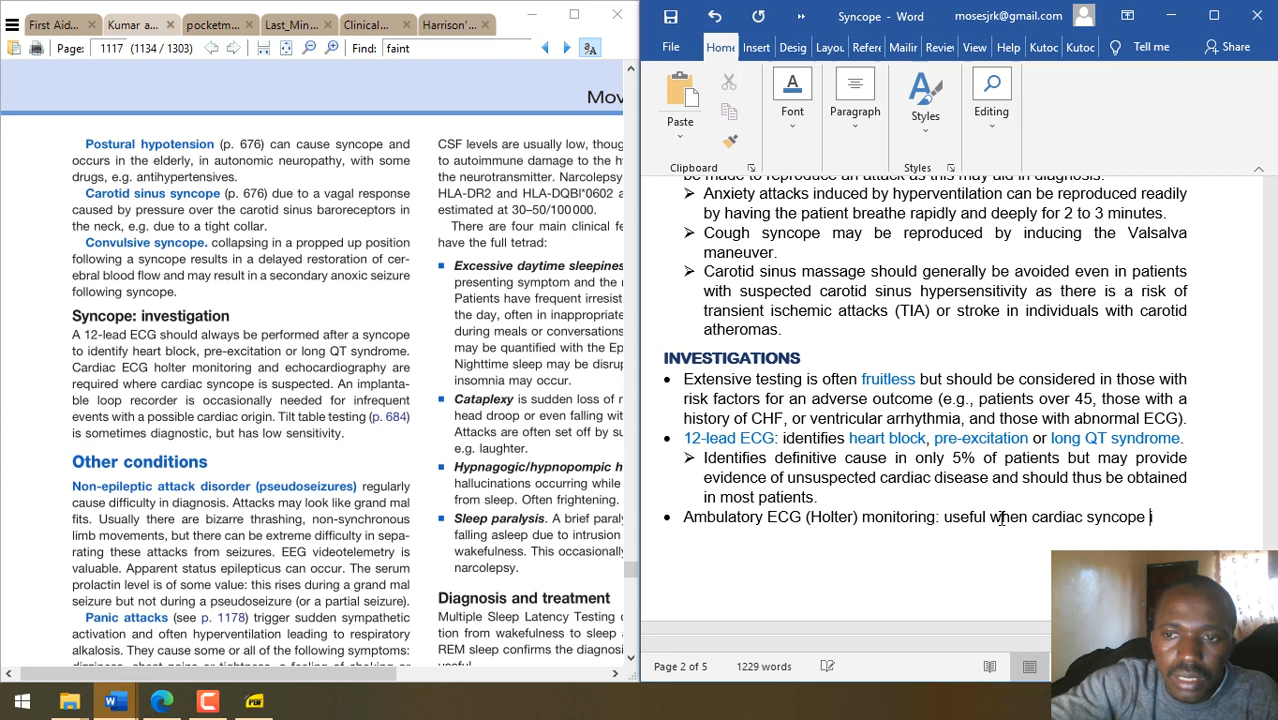 First Aid...
Kumar a...
pocketm...
Last_Min...
Clinical...
Harrison'...
Page: 1117 (1134 / 1303)
Find: faint
Mov
Postural hypotension (p. 676) can cause syncope and
occurs in the elderly, in autonomic neuropathy, with some
drugs, e.g. antihypertensives.
Carotid sinus syncope (p. 676) due to a vagal response
caused by pressure over the carotid sinus baroreceptors in
the neck, e.g. due to a tight collar.
Convulsive syncope. collapsing in a propped up position
following a syncope results in a delayed restoration of cer-
ebral blood flow and may result in a secondary anoxic seizure
following syncope.
Syncope: investigation
A 12-lead ECG should always be performed after a syncope
to identify heart block, pre-excitation or long QT syndrome.
Cardiac ECG holter monitoring and echocardiography are
required where cardiac syncope is suspected. An implanta-
ble loop recorder is occasionally needed for infrequent
events with a possible cardiac origin. Tilt table testing (p. 684)
is sometimes diagnostic, but has low sensitivity.
Other conditions
Non-epileptic attack disorder (pseudoseizures) regularly
cause difficulty in diagnosis. Attacks may look like grand mal
fits. Usually there are bizarre thrashing, non-synchronous
limb movements, but there can be extreme difficulty in sepa-
rating these attacks from seizures. EEG videotelemetry is
valuable. Apparent status epilepticus can occur. The serum
prolactin level is of some value: this rises during a grand mal
seizure but not during a pseudoseizure (or a partial seizure).
Panic attacks (see p. 1178) trigger sudden sympathetic
activation and often hyperventilation leading to respiratory
alkalosis. They cause some or all of the following symptoms:
CSF levels are usually low, thoug
to autoimmune damage to the h
the neurotransmitter. Narcolepsy
HLA-DR2 and HLA-DQBI*0602 a
estimated at 30–50/100 000.
There are four main clinical fe
have the full tetrad:
Excessive daytime sleepines
presenting symptom and the r
Patients have frequent irresist
the day, often in inappropriate
during meals or conversations
may be quantified with the Ep
Nighttime sleep may be disrup
insomnia may occur.
Cataplexy is sudden loss of r
head droop or even falling wit
Attacks are often set off by su
e.g. laughter.
Hypnagogic/hypnopompic h
hallucinations occurring while
from sleep. Often frightening.
Sleep paralysis. A brief paraly
falling asleep due to intrusion
wakefulness. This occasionally
narcolepsy.
Diagnosis and treatment
Multiple Sleep Latency Testing
tion from wakefulness to sleep
REM sleep confirms the diagnosi
useful
Syncope - Word
mosesjrk@gmail.com
File
Home
Insert
Desig
Layou
Refere
Mailir
Reviev
View
Help
Kutoc
Kutoc
Tell me
Share
Paste
Font
Paragraph
Styles
Editing
Clipboard
Styles
be made to reproduce an attack as this may aid in diagnosis.
➢ Anxiety attacks induced by hyperventilation can be reproduced readily
by having the patient breathe rapidly and deeply for 2 to 3 minutes.
➢ Cough syncope may be reproduced by inducing the Valsalva
maneuver.
➢ Carotid sinus massage should generally be avoided even in patients
with suspected carotid sinus hypersensitivity as there is a risk of
transient ischemic attacks (TIA) or stroke in individuals with carotid
atheromas.
INVESTIGATIONS
• Extensive testing is often fruitless but should be considered in those with
risk factors for an adverse outcome (e.g., patients over 45, those with a
history of CHF, or ventricular arrhythmia, and those with abnormal ECG).
• 12-lead ECG: identifies heart block, pre-excitation or long QT syndrome.
➢ Identifies definitive cause in only 5% of patients but may provide
evidence of unsuspected cardiac disease and should thus be obtained
in most patients.
• Ambulatory ECG (Holter) monitoring: useful when cardiac syncope i
Page 2 of 5
1229 words
PDF